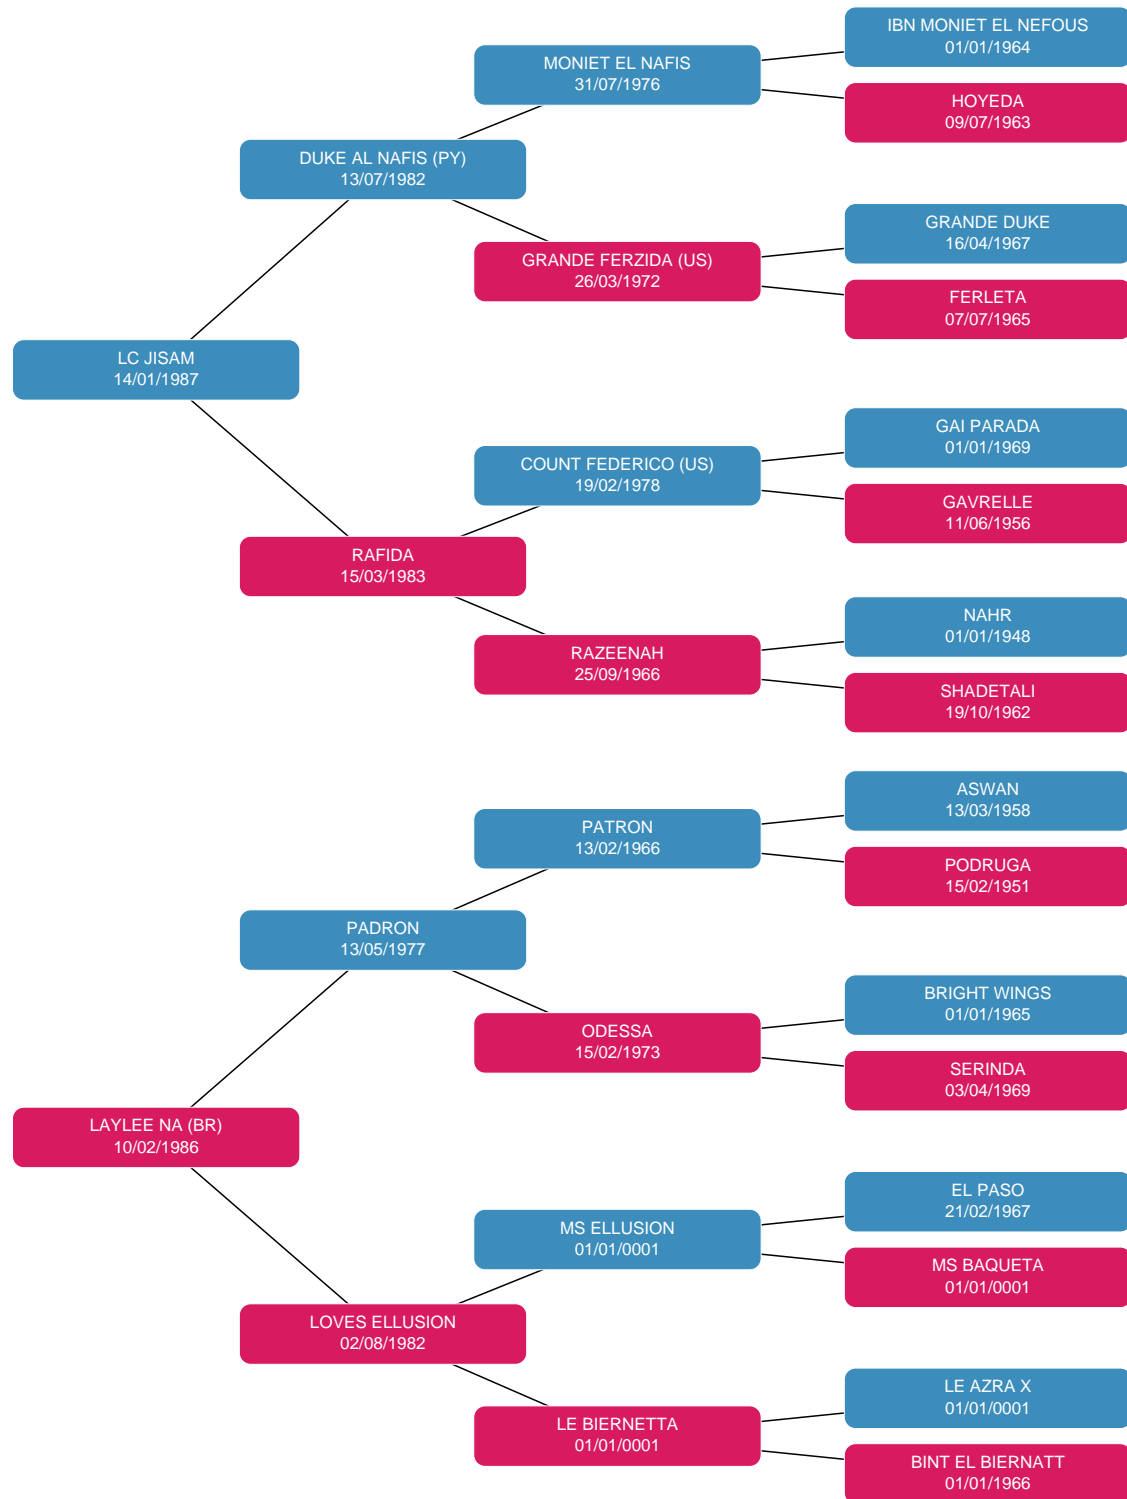 IBN MONIET EL NEFOUS
01/01/1964
MONIET EL NAFIS
31/07/1976
HOYEDA
09/07/1963
DUKE AL NAFIS (PY)
13/07/1982
GRANDE DUKE
16/04/1967
GRANDE FERZIDA (US)
26/03/1972
FERLETA
07/07/1965
LC JISAM
14/01/1987
GAI PARADA
01/01/1969
COUNT FEDERICO (US)
19/02/1978
GAVRELLE
11/06/1956
RAFIDA
15/03/1983
NAHR
01/01/1948
RAZEENAH
25/09/1966
SHADETALI
19/10/1962
ASWAN
13/03/1958
PATRON
13/02/1966
PODRUGA
15/02/1951
PADRON
13/05/1977
BRIGHT WINGS
01/01/1965
ODESSA
15/02/1973
SERINDA
03/04/1969
LAYLEE NA (BR)
10/02/1986
EL PASO
21/02/1967
MS ELLUSION
01/01/0001
MS BAQUETA
01/01/0001
LOVES ELLUSION
02/08/1982
LE AZRA X
01/01/0001
LE BIERNETTA
01/01/0001
BINT EL BIERNATT
01/01/1966